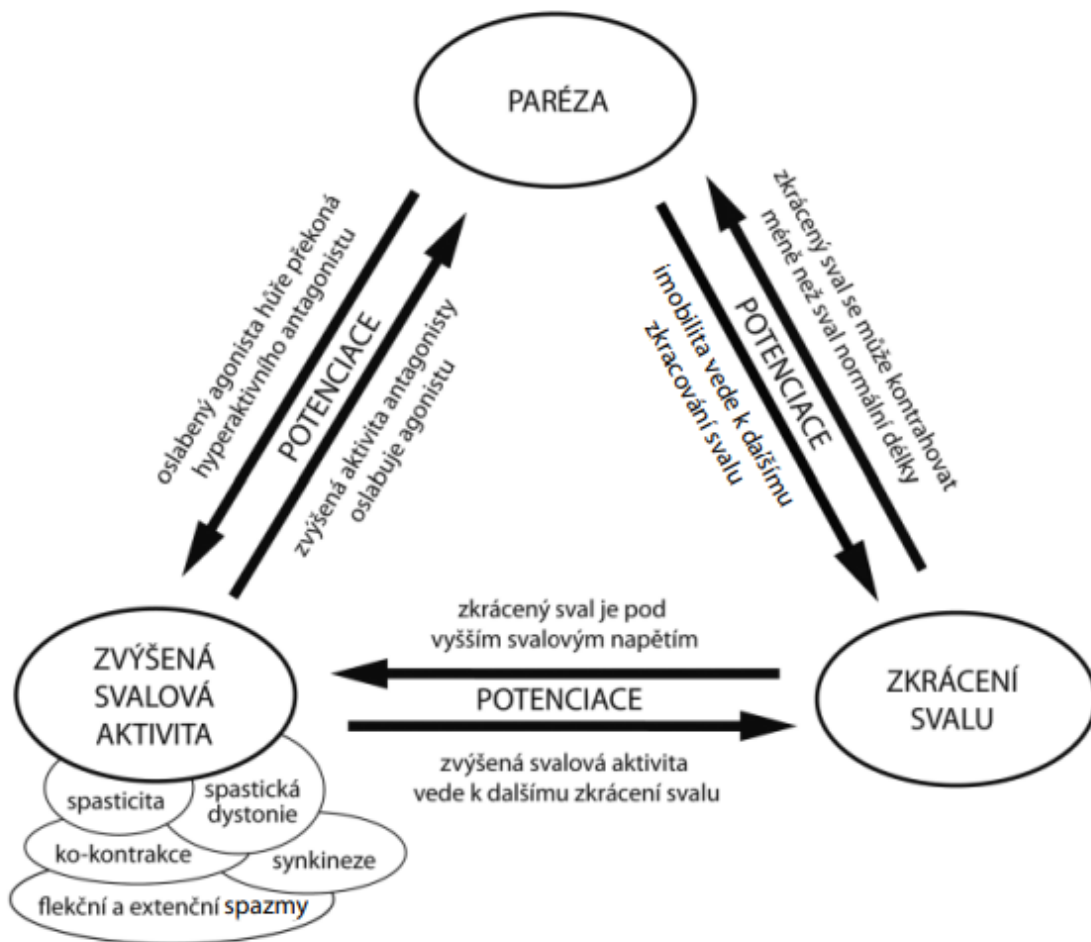 PARÉZA
oslabený agonista hůře překoná
hyperaktivního antagonistu
POTENCIACE
zvýšená aktivita antagonisty
oslabuje agonistu
zkrácený sval se může kontrahovat
méně než sval normální délky
POTENCIACE
imobilita vede k dalšímu
zkracování svalu
zkrácený sval je pod
vyšším svalovým napětím
POTENCIACE
zvýšená svalová aktivita
vede k dalšímu zkrácení svalu
ZVÝŠENÁ
SVALOVÁ
AKTIVITA
ZKRÁCENÍ
SVALU
spasticita
spastická
dystonie
ko-kontrakce
synkineze
flekční a extenční spazmy